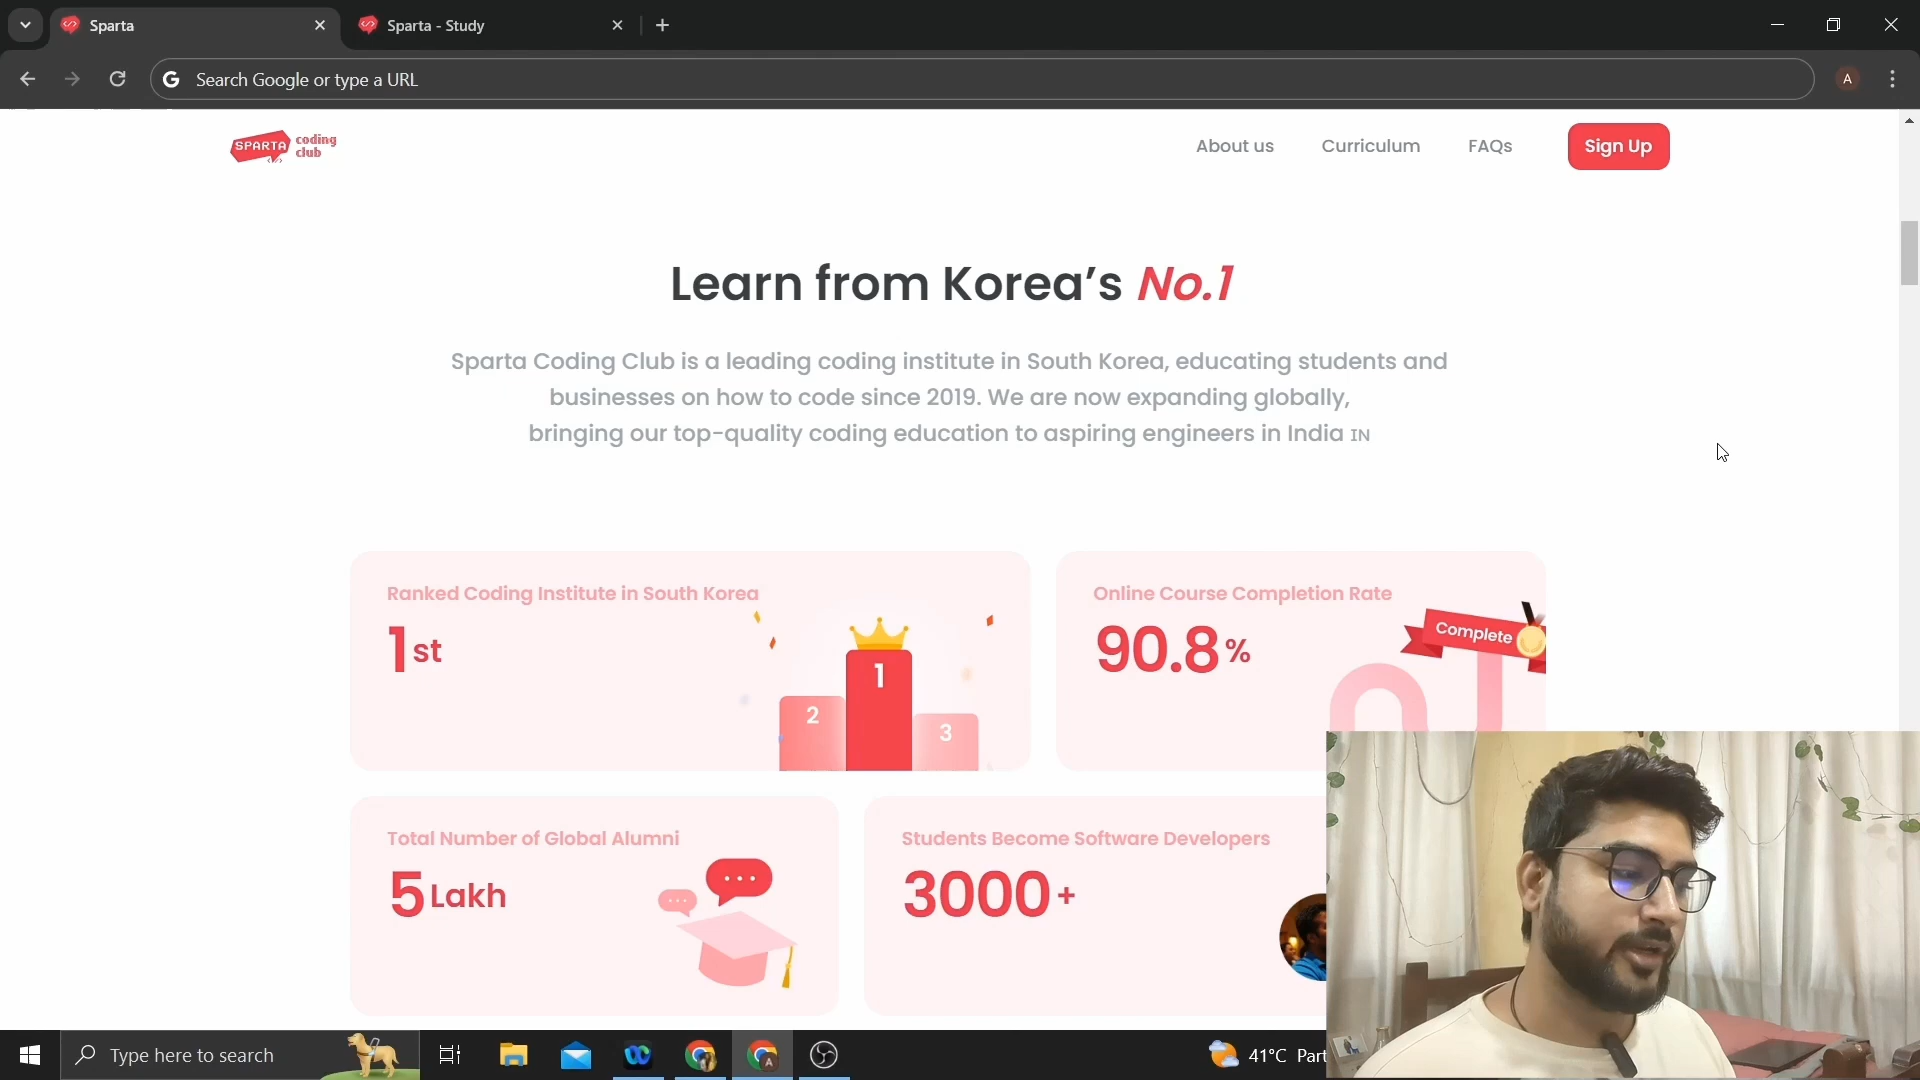 Sparta
Sparta - Study
Search Google or type a URL
A
SPARTA
coding
club
</>
About us
Curriculum
FAQs
Sign Up
Learn from Korea’s No.1
Sparta Coding Club is a leading coding institute in South Korea, educating students and
businesses on how to code since 2019. We are now expanding globally,
bringing our top-quality coding education to aspiring engineers in India IN
Ranked Coding Institute in South Korea
1st
1
2
3
Online Course Completion Rate
90.8%
Complete
Total Number of Global Alumni
5 Lakh
Students Become Software Developers
3000+
Type here to search
A
41°C Part